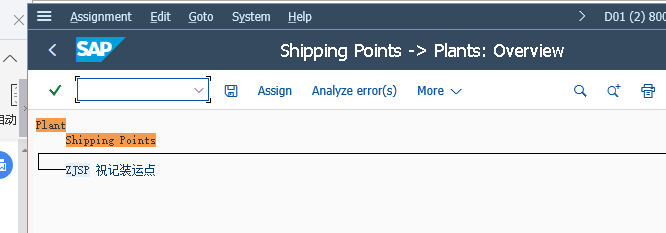 Assignment Edit Goto System Help D01 (2) 800
SAP Shipping Points -> Plants: Overview
Assign Analyze error(s) More
自动
Plant
Shipping Points
ZJSP 祝记装运点